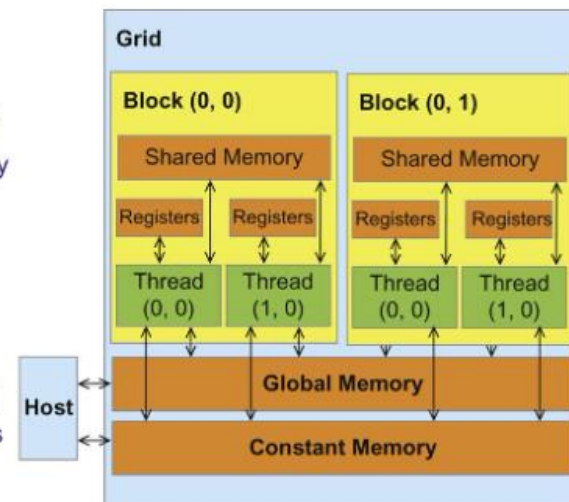 Grid
Block (0, 0)
Block (0, 1)
Shared Memory
Shared Memory
Registers
Registers
Registers
Registers
Thread
(0, 0)
Thread
(1, 0)
Thread
(0, 0)
Thread
(1, 0)
Host
Global Memory
Constant Memory